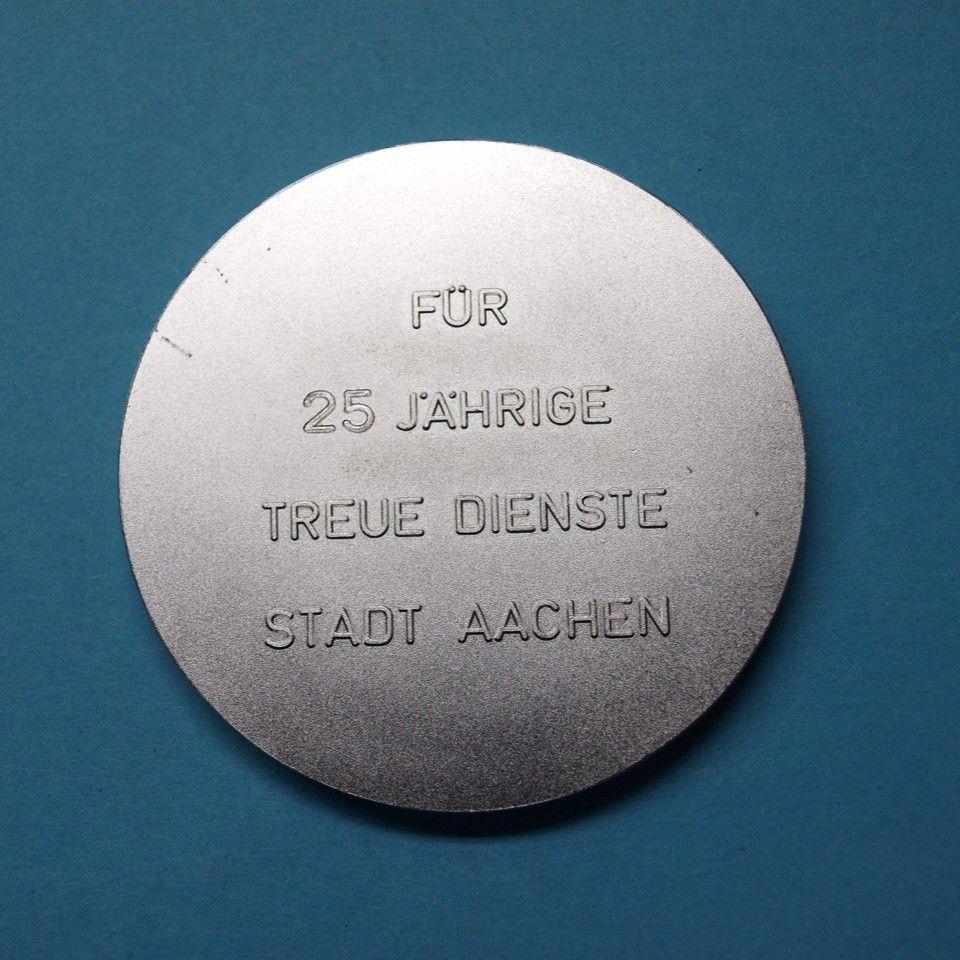 FÜR
25 JÄHRIGE
TREUE DIENSTE
STADT AACHEN